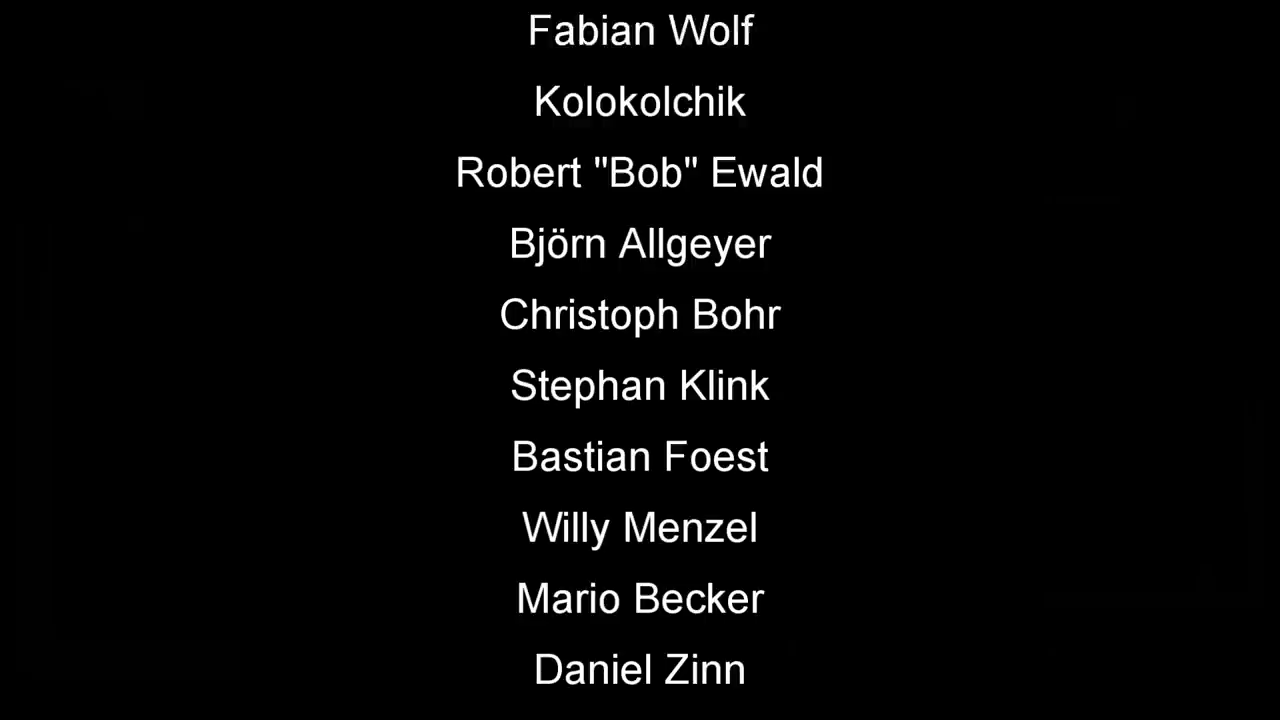 Fabian Wolf
Kolokolchik
Robert "Bob" Ewald
Björn Allgeyer
Christoph Bohr
Stephan Klink
Bastian Foest
Willy Menzel
Mario Becker
Daniel Zinn